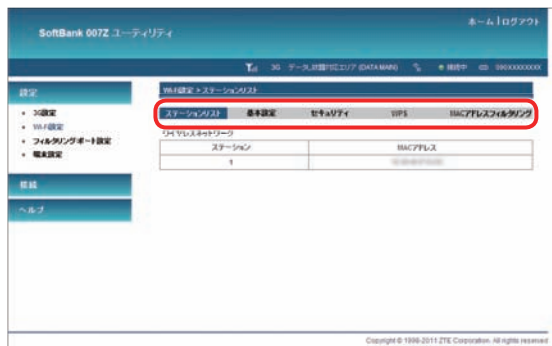 SoftBank 007Z ユーティリティ
ホーム | ログアウト
3G データ定額対応エリア (DATA MAIN) 接続中 090XXXXXXXX
設定
Wi-Fi設定 > ステーションリスト
3G設定
Wi-Fi設定
フィルタリングポート設定
端末設定
接続
ヘルプ
ステーションリスト 基本設定 セキュリティ WPS MACアドレスフィルタリング
ワイヤレスネットワーク
ステーション MACアドレス
1
Copyright © 1998-2011 ZTE Corporation. All rights reserved